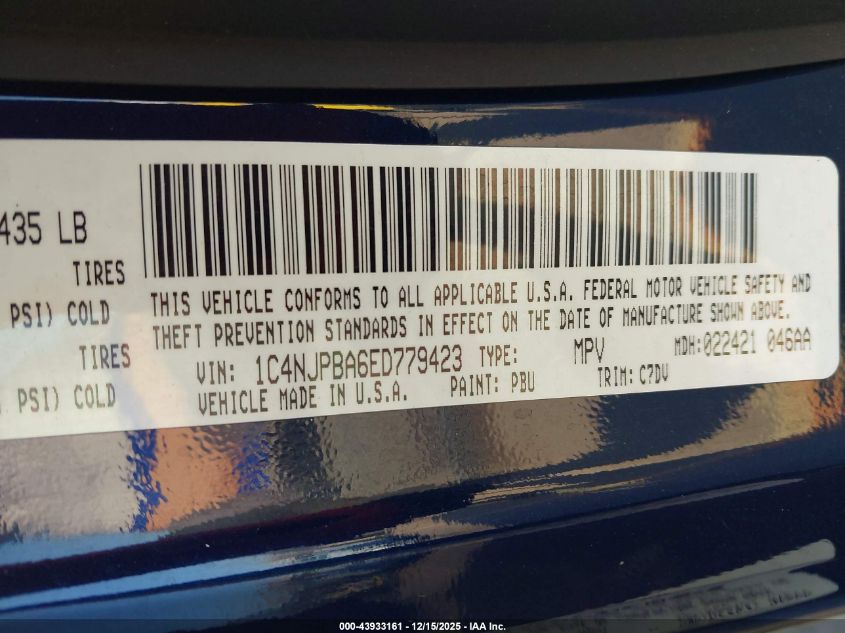 435 LB
TIRES
PSI) COLD
TIRES
PSI) COLD
THIS VEHICLE CONFORMS TO ALL APPLICABLE U.S.A. FEDERAL MOTOR VEHICLE SAFETY AND
THEFT PREVENTION STANDARDS IN EFFECT ON THE DATE OF MANUFACTURE SHOWN ABOVE.
VIN: 1C4NJPBA6ED779423 TYPE: MPV MDH:022421 046AA
VEHICLE MADE IN U.S.A. PAINT: PBU TRIM: C7DV
000-43933161 - 12/15/2025 - IAA Inc.